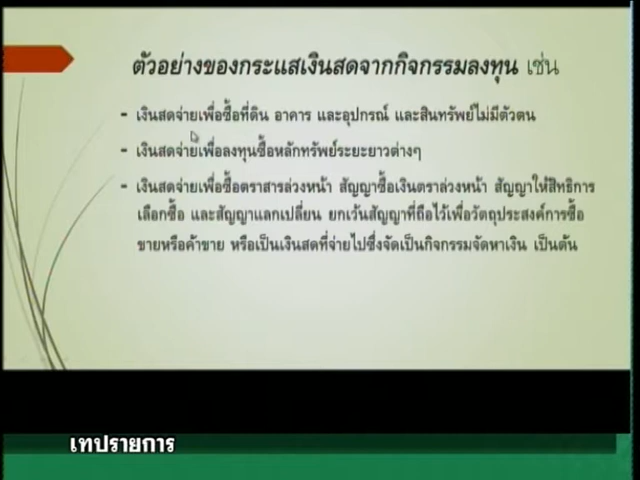 ตัวอย่างของกระแสเงินสดจากกิจกรรมลงทุน เช่น
- เงินสดจ่ายเพื่อซื้อที่ดิน อาคาร และอุปกรณ์ และสินทรัพย์ไม่มีตัวตน
- เงินสดจ่ายเพื่อลงทุนซื้อหลักทรัพย์ระยะยาวต่างๆ
- เงินสดจ่ายเพื่อซื้อตราสารล่วงหน้า สัญญาซื้อเงินตราล่วงหน้า สัญญาให้สิทธิการ
เลือกซื้อ และสัญญาแลกเปลี่ยน ยกเว้นสัญญาที่ถือไว้เพื่อวัตถุประสงค์การซื้อ
ขายหรือค้าขาย หรือเป็นเงินสดที่จ่ายไปซึ่งจัดเป็นกิจกรรมจัดหาเงิน เป็นต้น
เทปรายการ